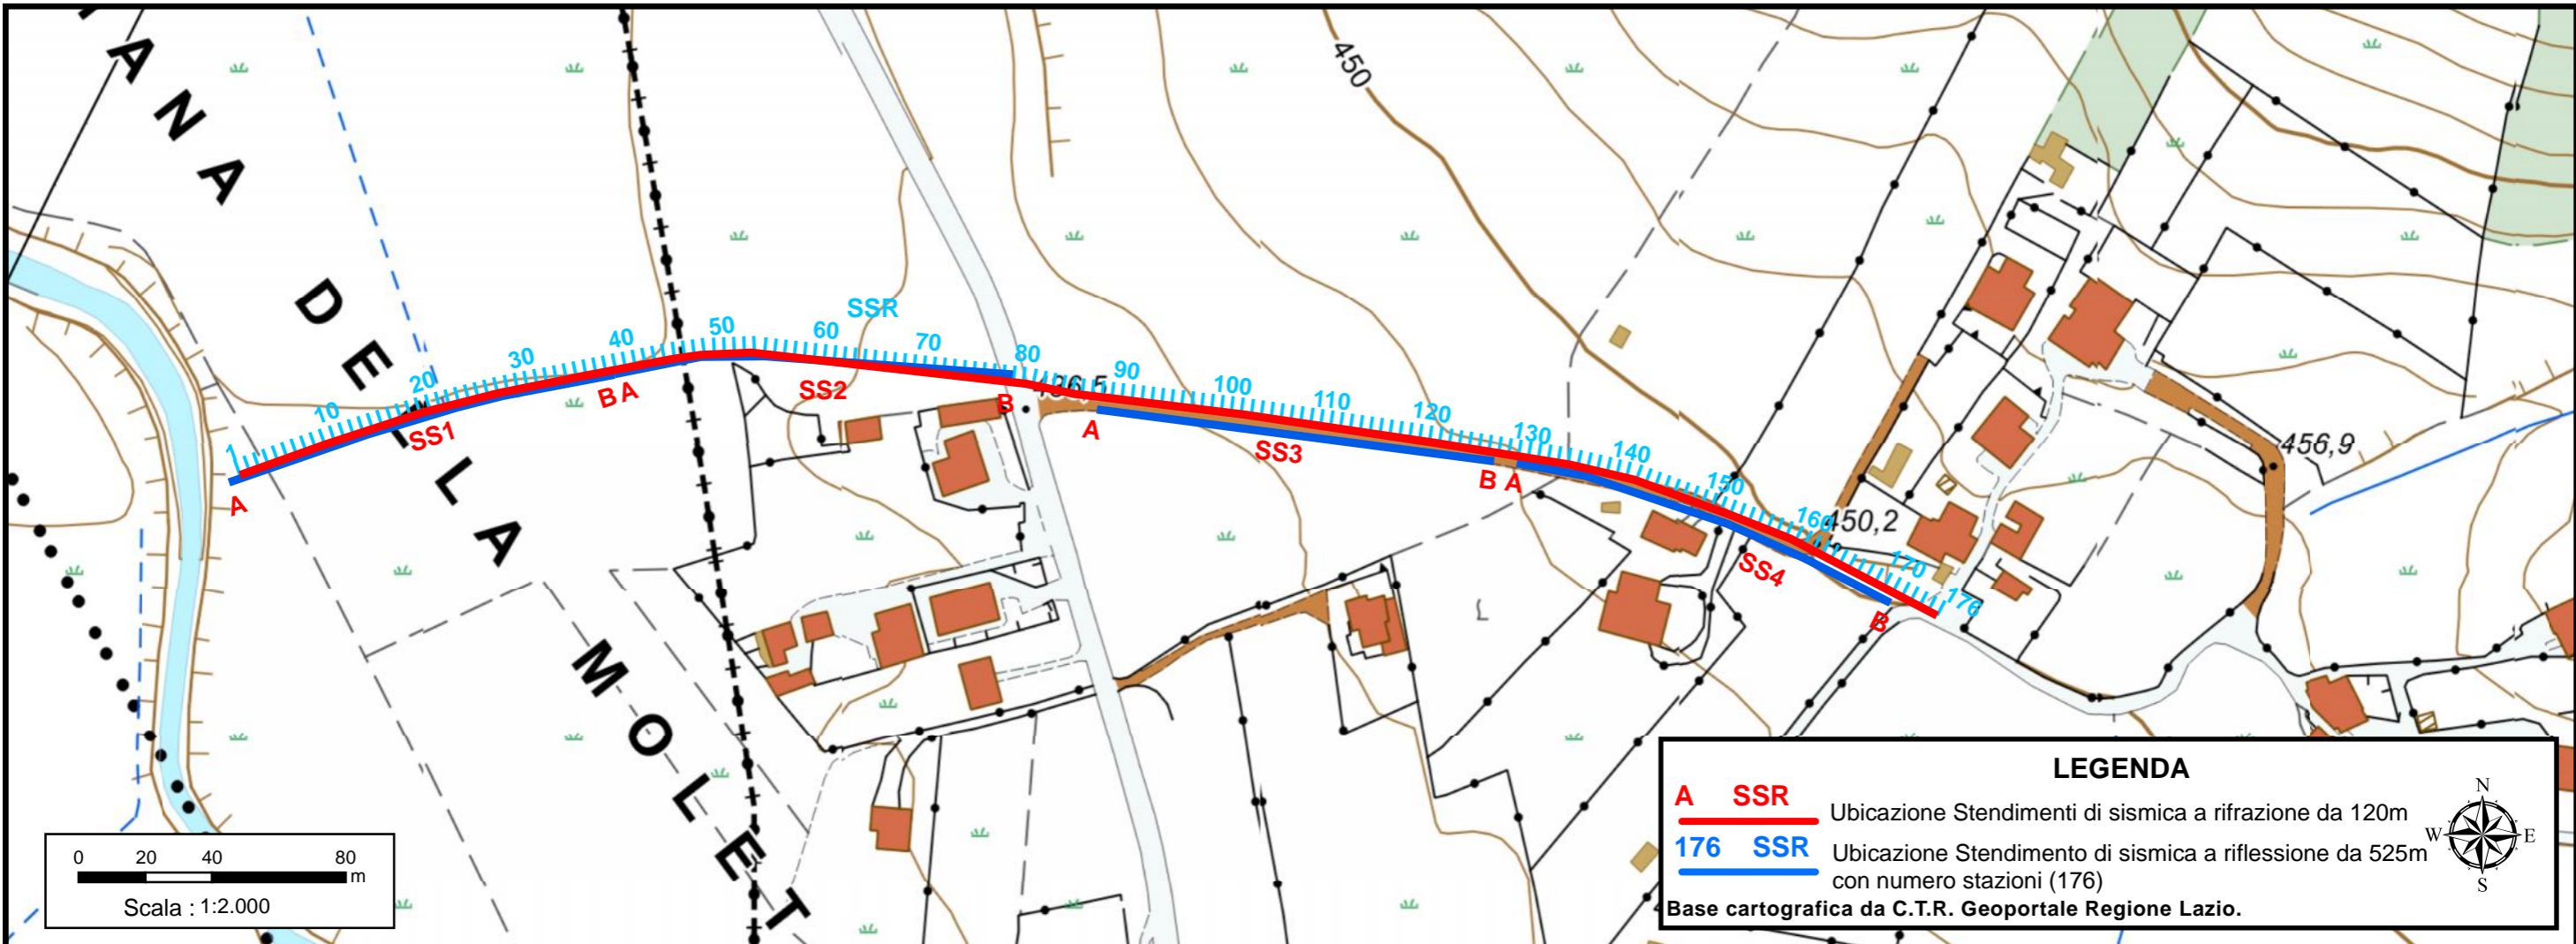 ANA DELLA MOLET
450
SSR
1 10 20 30 40 50 60 70 80 90 100 110 120 130 140 150 160 170 176
A SS1 B A SS2 B A SS3 B A SS4 B
436,5
450,2
456,9
0 20 40 80
m
Scala : 1:2.000
LEGENDA
A SSR Ubicazione Stendimenti di sismica a rifrazione da 120m
176 SSR Ubicazione Stendimento di sismica a riflessione da 525m
con numero stazioni (176)
Base cartografica da C.T.R. Geoportale Regione Lazio.
N
W E
S